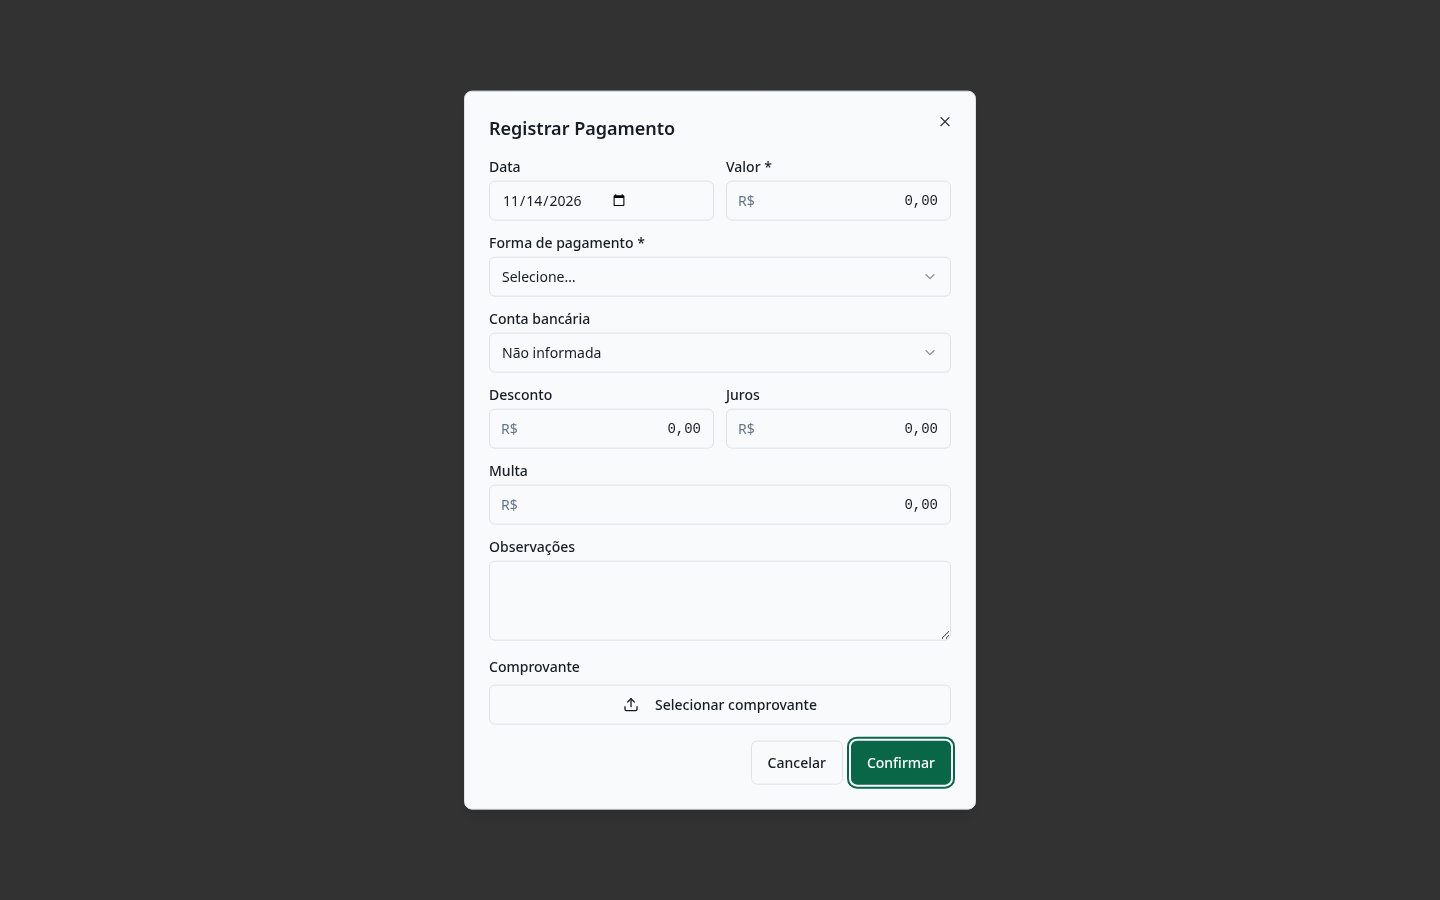 Registrar Pagamento
Data
Valor *
11/14/2026
R$ 0,00
Forma de pagamento *
Selecione...
Conta bancária
Não informada
Desconto
Juros
R$ 0,00
R$ 0,00
Multa
R$ 0,00
Observações
Comprovante
Selecionar comprovante
Cancelar
Confirmar